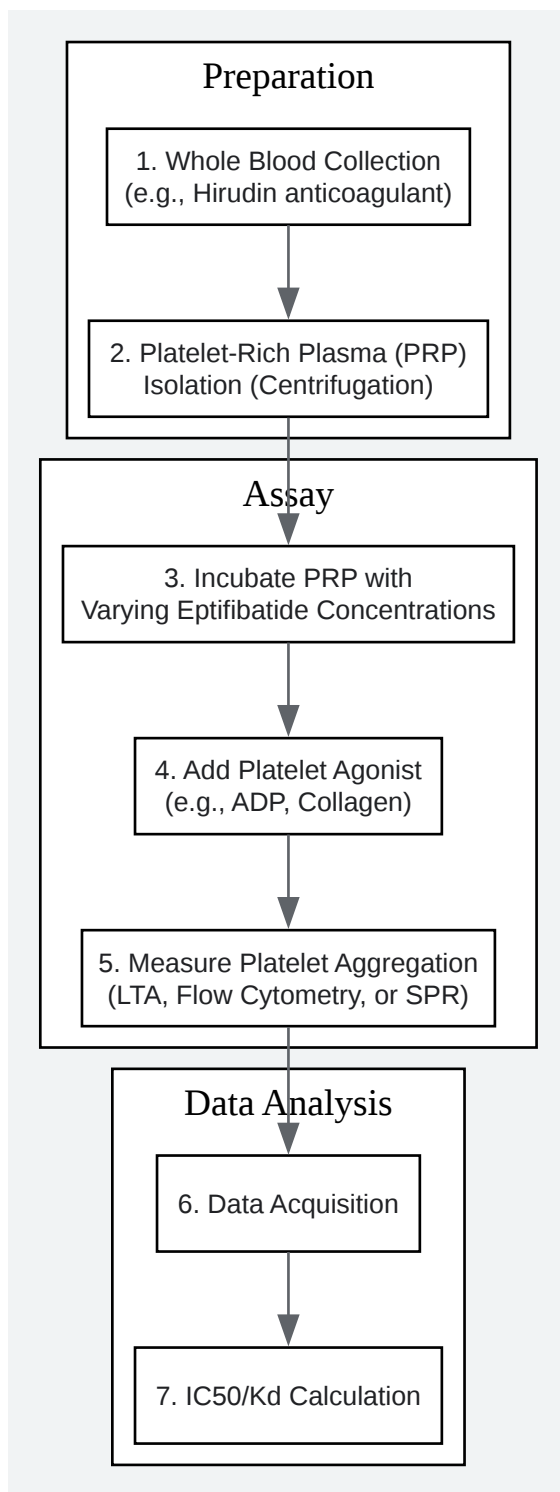 Preparation
1. Whole Blood Collection
(e.g., Hirudin anticoagulant)
2. Platelet-Rich Plasma (PRP)
Isolation (Centrifugation)
Assay
3. Incubate PRP with
Varying Eptifibatide Concentrations
4. Add Platelet Agonist
(e.g., ADP, Collagen)
5. Measure Platelet Aggregation
(LTA, Flow Cytometry, or SPR)
Data Analysis
6. Data Acquisition
7. IC50/Kd Calculation